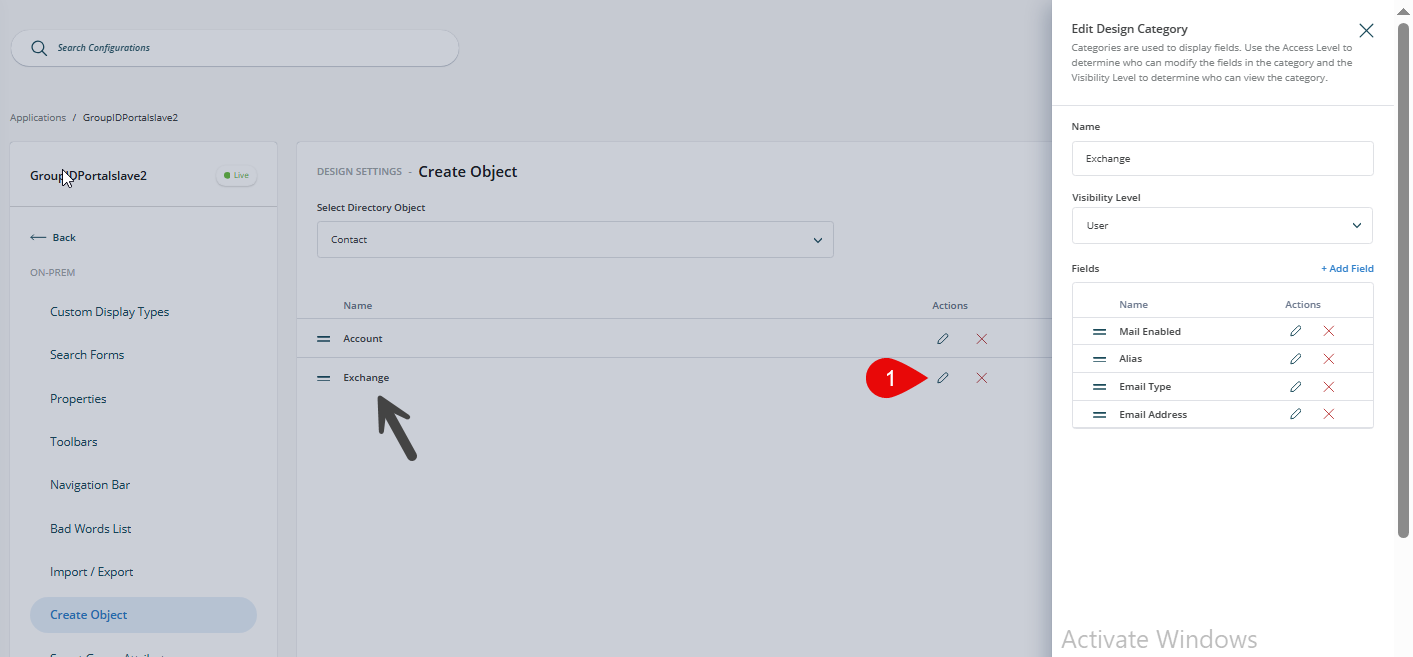 Search Configurations
Applications / GroupIDPortalslave2
GroupIDPortalslave2
Live
Back
ON-PREM
Custom Display Types
Search Forms
Properties
Toolbars
Navigation Bar
Bad Words List
Import / Export
Create Object
DESIGN SETTINGS - Create Object
Select Directory Object
Contact
Name Actions
Account
Exchange
1
Edit Design Category
Categories are used to display fields. Use the Access Level to
determine who can modify the fields in the category and the
Visibility Level to determine who can view the category.
Name
Exchange
Visibility Level
User
Fields + Add Field
Name Actions
Mail Enabled
Alias
Email Type
Email Address
Activate Windows